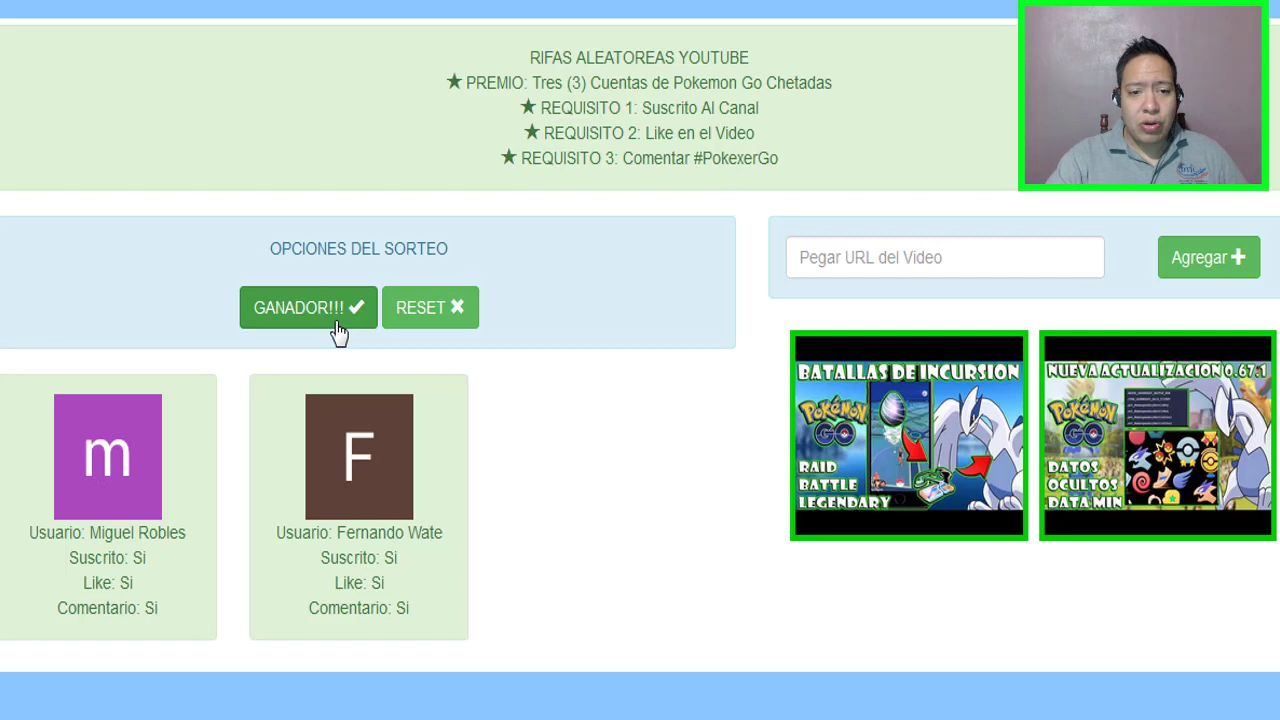 RIFAS ALEATOREAS YOUTUBE
★ PREMIO: Tres (3) Cuentas de Pokemon Go Chetadas
★ REQUISITO 1: Suscrito Al Canal
★ REQUISITO 2: Like en el Video
★ REQUISITO 3: Comentar #PokexerGo
OPCIONES DEL SORTEO
GANADOR!!! ✔
RESET ✖
Pegar URL del Video
Agregar ✚
m
Usuario: Miguel Robles
Suscrito: Si
Like: Si
Comentario: Si
F
Usuario: Fernando Wate
Suscrito: Si
Like: Si
Comentario: Si
BATALLAS DE INCURSION
POKéMON
GO
RAID
BATTLE
LEGENDARY
NUEVA ACTUALIZACION 0.67.1
POKéMON
GO
DATOS
OCULTOS
DATA MIN